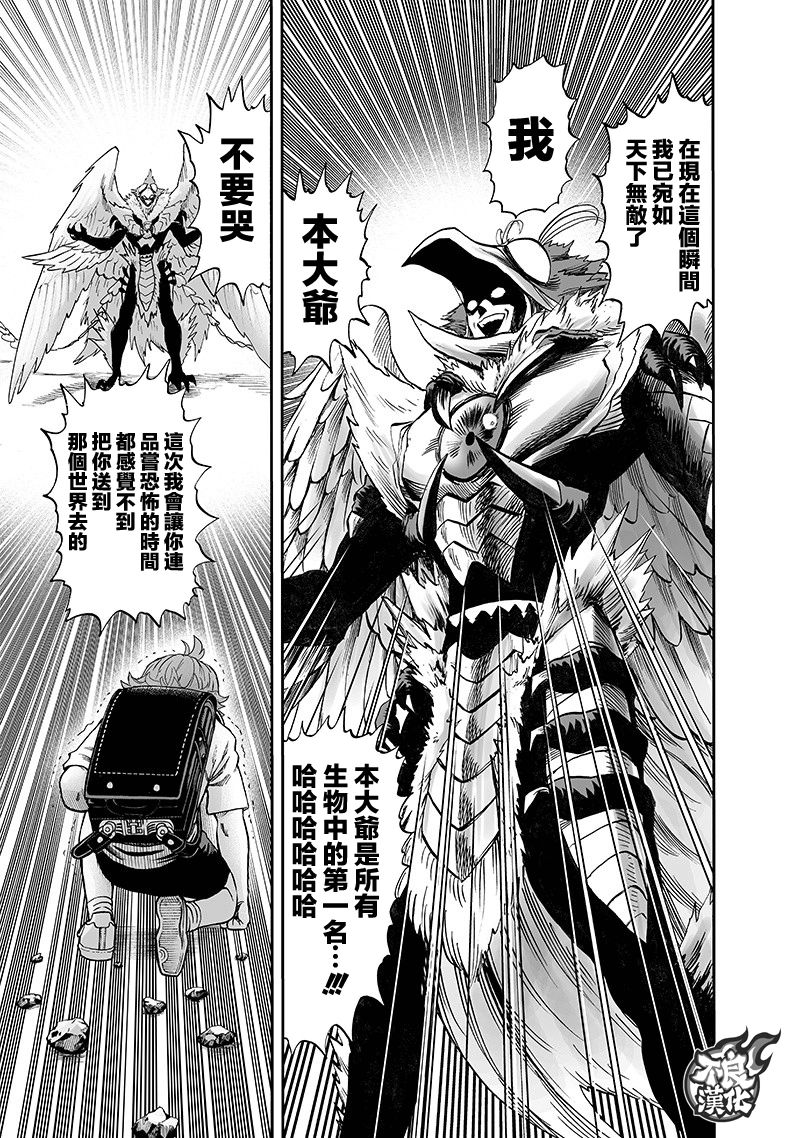 在現在這個瞬間
我已宛如
天下無敵了
我
本大爺
本大爺是所有
生物中的第一名…!!!
哈哈哈哈哈哈
不要哭
這次我會讓你連
品嘗恐怖的時間
都感覺不到
把你送到
那個世界去的
不良
漢化